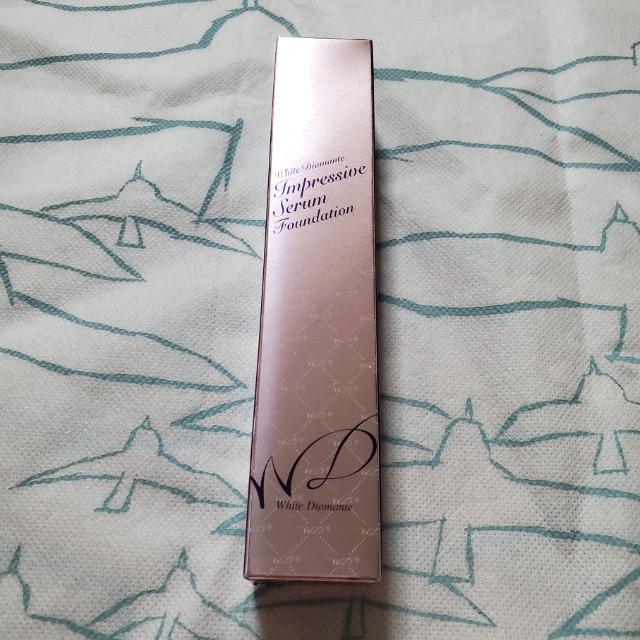 White Diamante
Impressive
Serum
Foundation
WD
White Diamante